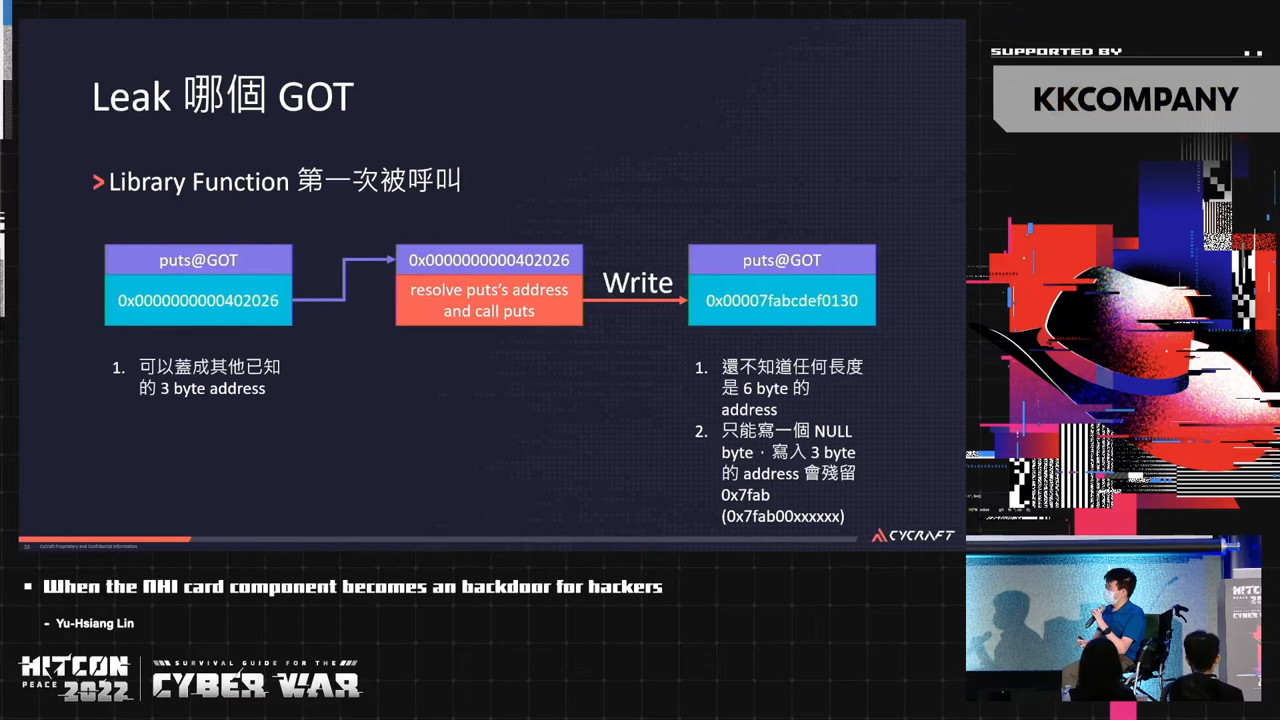 Leak 哪個 GOT
> Library Function 第一次被呼叫
puts@GOT
0x0000000000402026
0x0000000000402026
resolve puts's address
and call puts
Write
puts@GOT
0x00007fabcdef0130
1. 可以蓋成其他已知
的 3 byte address
1. 還不知道任何長度
是 6 byte 的
address
2. 只能寫一個 NULL
byte,寫入 3 byte
的 address 會殘留
0x7fab
(0x7fab00xxxxxx)
CYCRAFT
CyCraft Proprietary and Confidential Information
SUPPORTED BY
KKCOMPANY
When the NHI card component becomes an backdoor for hackers
- Yu-Hsiang Lin
HITCON
PEACE 2022
SURVIVAL GUIDE FOR THE
CYBER WAR